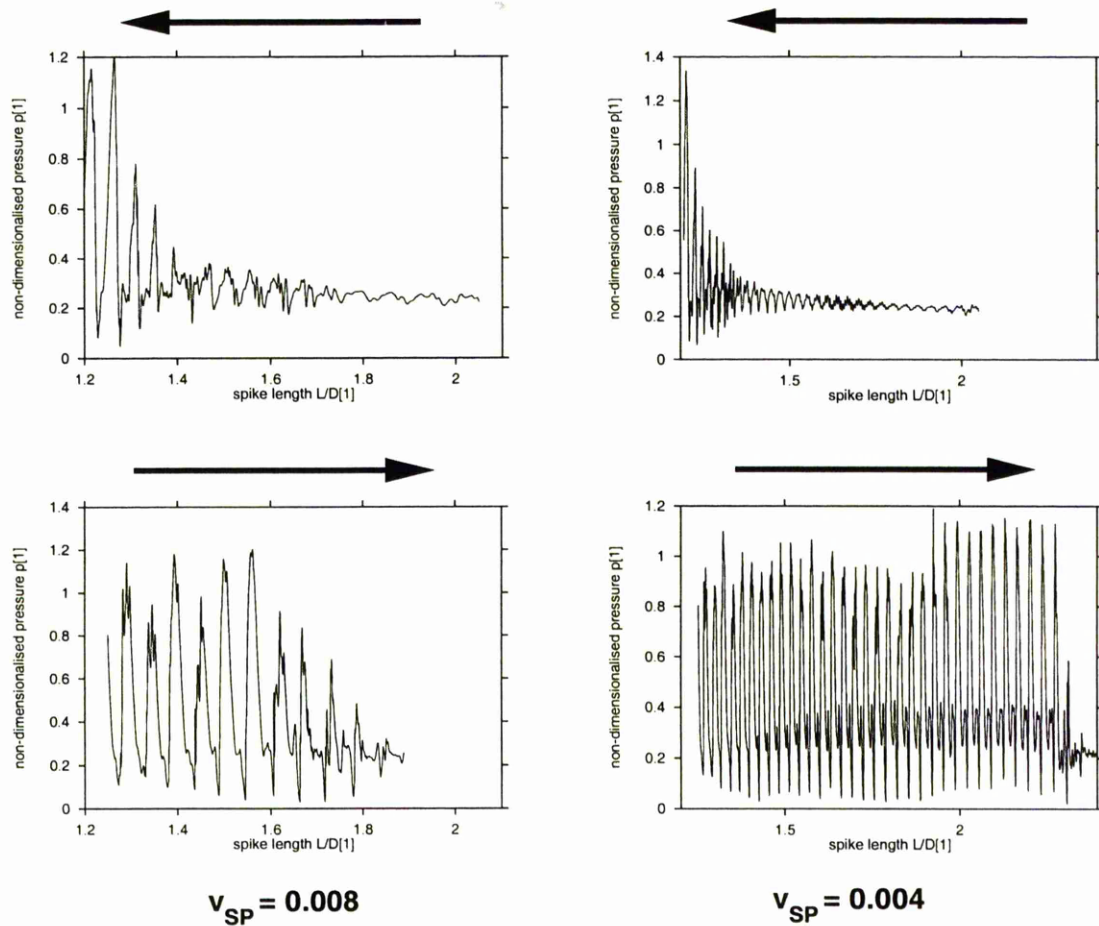 1.2
1
0.8
0.6
0.4
0.2
0
non-dimensionalised pressure p[1]
1.2 1.4 1.6 1.8 2
spike length L/D[1]
1.4
1.2
1
0.8
0.6
0.4
0.2
0
non-dimensionalised pressure p[1]
1.5 2
spike length L/D[1]
1.4
1.2
1
0.8
0.6
0.4
0.2
0
non-dimensionalised pressure p[1]
1.2 1.4 1.6 1.8 2
spike length L/D[1]
1.2
1
0.8
0.6
0.4
0.2
0
non-dimensionalised pressure p[1]
1.5 2
spike length L/D[1]
vSP = 0.008
vSP = 0.004